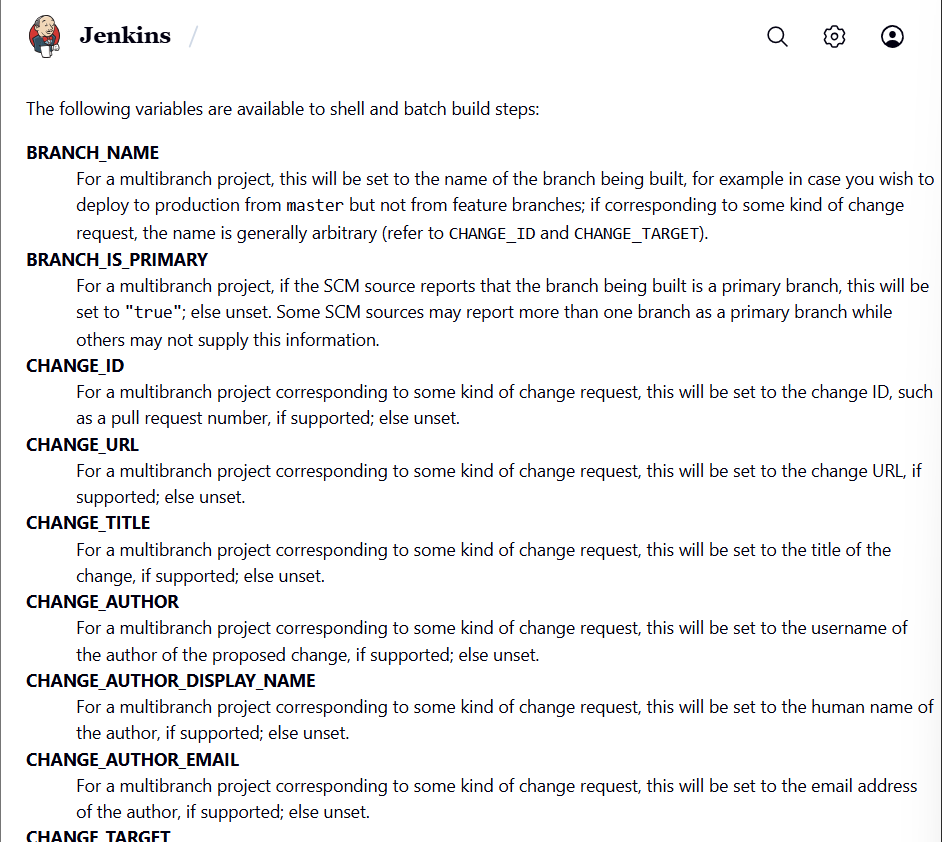 Jenkins /
The following variables are available to shell and batch build steps:
BRANCH_NAME
For a multibranch project, this will be set to the name of the branch being built, for example in case you wish to
deploy to production from master but not from feature branches; if corresponding to some kind of change
request, the name is generally arbitrary (refer to CHANGE_ID and CHANGE_TARGET).
BRANCH_IS_PRIMARY
For a multibranch project, if the SCM source reports that the branch being built is a primary branch, this will be
set to "true"; else unset. Some SCM sources may report more than one branch as a primary branch while
others may not supply this information.
CHANGE_ID
For a multibranch project corresponding to some kind of change request, this will be set to the change ID, such
as a pull request number, if supported; else unset.
CHANGE_URL
For a multibranch project corresponding to some kind of change request, this will be set to the change URL, if
supported; else unset.
CHANGE_TITLE
For a multibranch project corresponding to some kind of change request, this will be set to the title of the
change, if supported; else unset.
CHANGE_AUTHOR
For a multibranch project corresponding to some kind of change request, this will be set to the username of
the author of the proposed change, if supported; else unset.
CHANGE_AUTHOR_DISPLAY_NAME
For a multibranch project corresponding to some kind of change request, this will be set to the human name of
the author, if supported; else unset.
CHANGE_AUTHOR_EMAIL
For a multibranch project corresponding to some kind of change request, this will be set to the email address
of the author, if supported; else unset.
CHANGE_TARGET